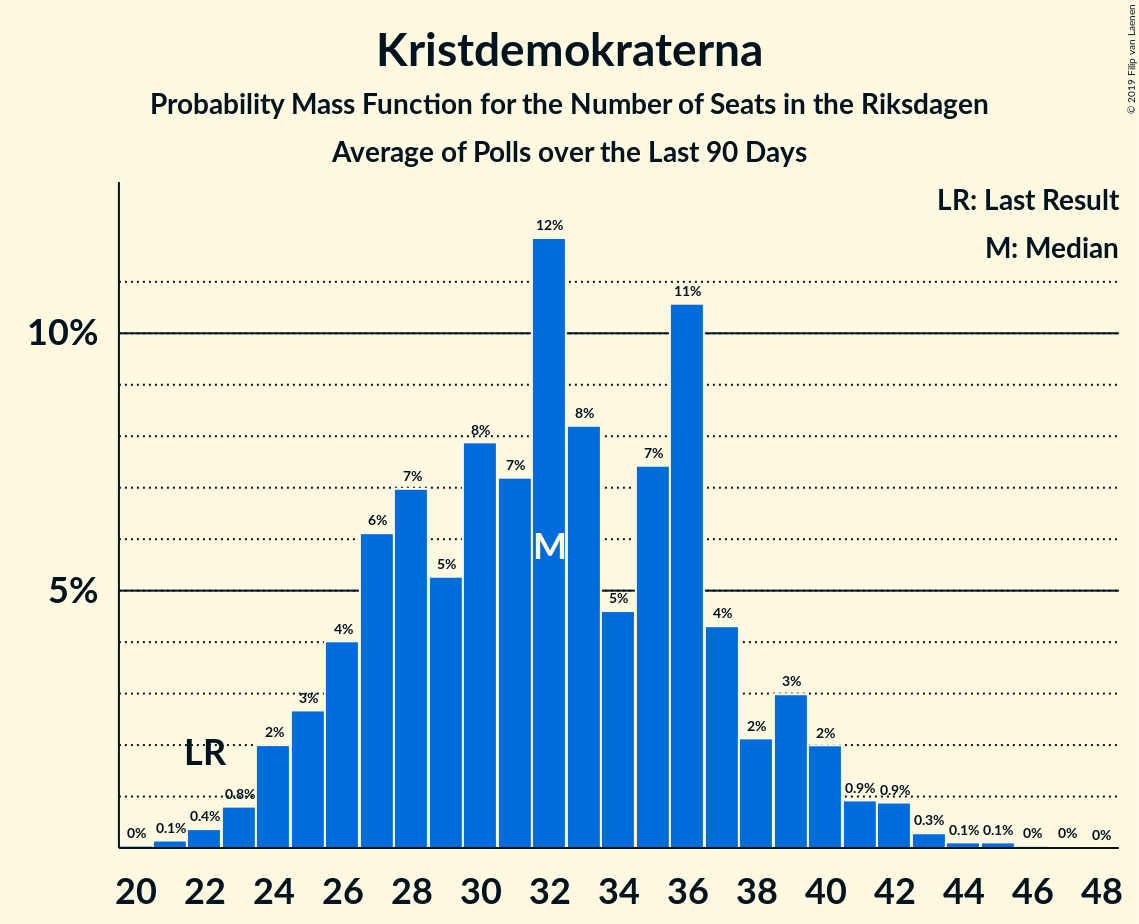 Kristdemokraterna
Probability Mass Function for the Number of Seats in the Riksdagen
Average of Polls over the Last 90 Days
© 2019 Filip van Laenen
LR: Last Result
M: Median
10%
5%
0% 0.1% 0.4% 0.8% 2% 3% 4% 6% 7% 5% 8% 7% 12% 8% 5% 7% 11% 4% 2% 3% 2% 0.9% 0.9% 0.3% 0.1% 0.1% 0% 0% 0%
LR
M
20 22 24 26 28 30 32 34 36 38 40 42 44 46 48